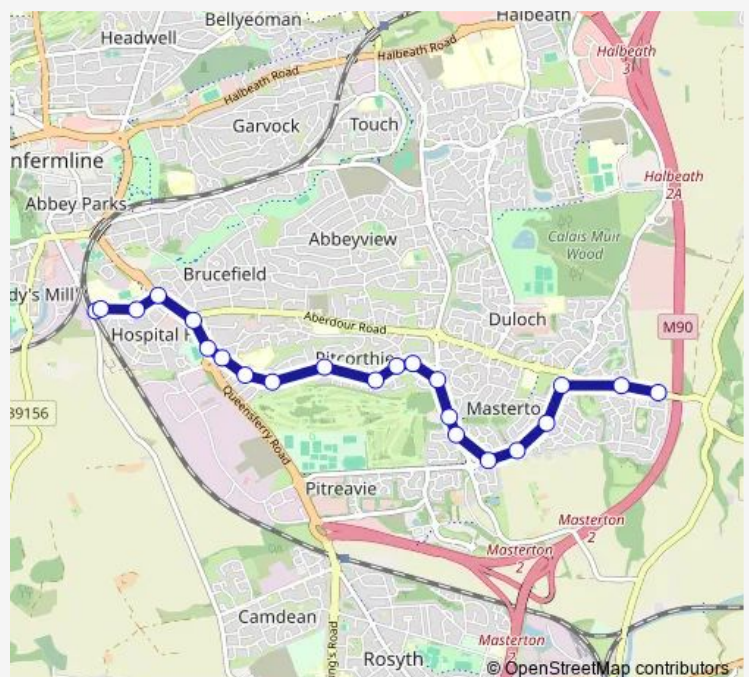 Bellyeoman
Halbeath
Headwell
Halbeath
3
Halbeath Road
Halbeath Road
Garvock
Touch
nfermline
Halbeath
2A
Abbey Parks
Abbeyview
Calais Muir
Wood
Brucefield
dy's Mill
Duloch
M90
Aberdour Road
Hospital
Pitcorthie
39156
Masterto
Queensferry Road
Pitreavie
Masterton
2
Masterton
2
Camdean
Masterton
Rosyth
© OpenStreetMap contributors